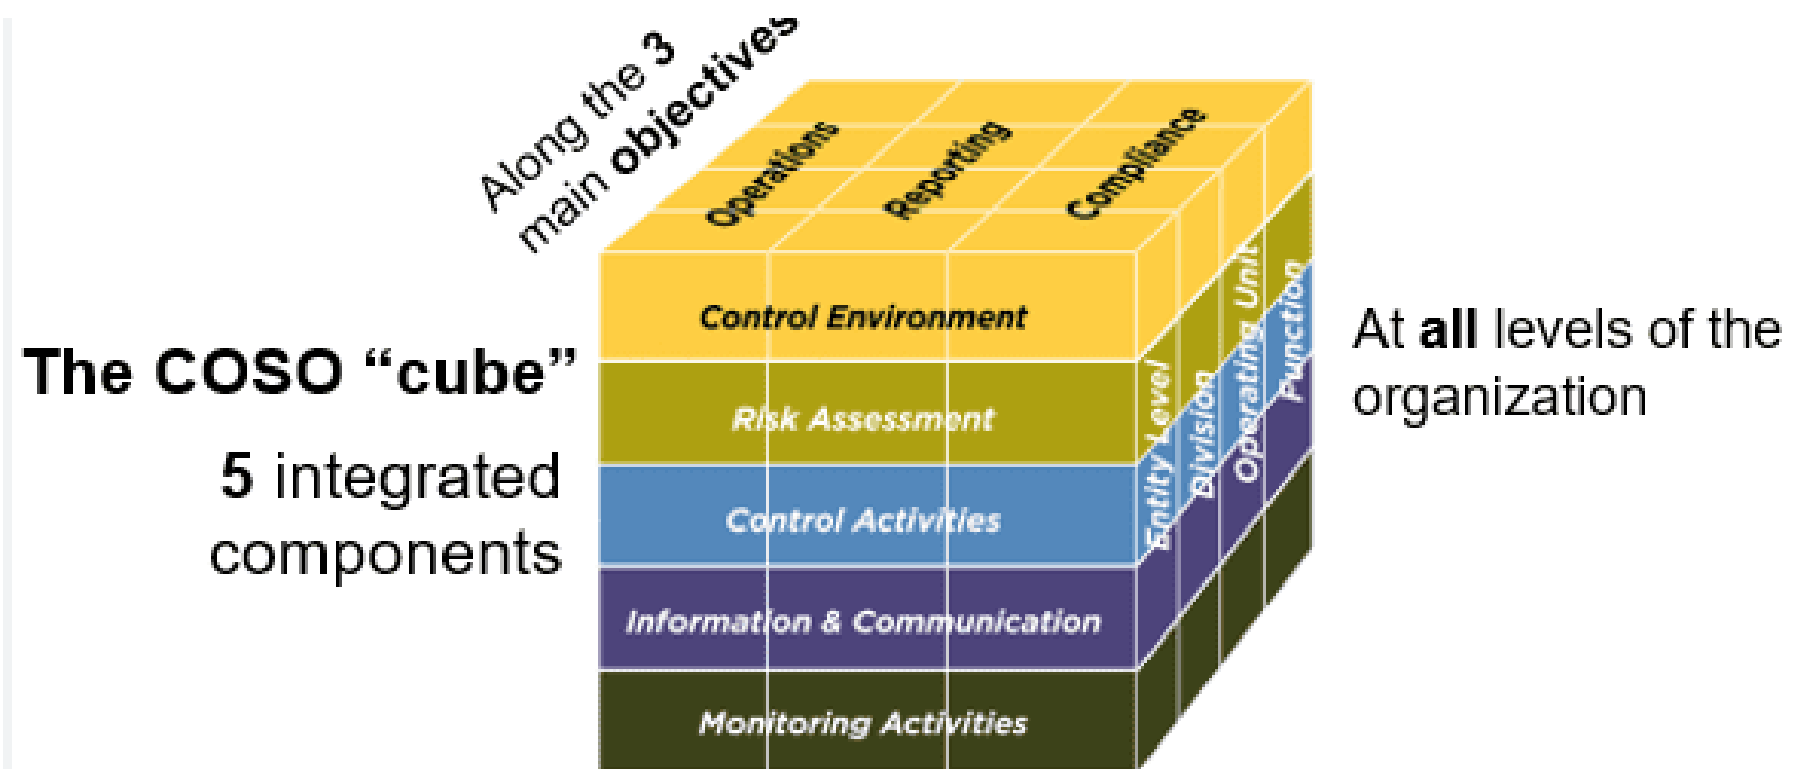 Along the 3
main objectives
Operations
Reporting
Compliance
The COSO “cube”
5 integrated
components
Control Environment
Risk Assessment
Control Activities
Information & Communication
Monitoring Activities
Entity Level
Division
Operating Unit
Function
At all levels of the
organization